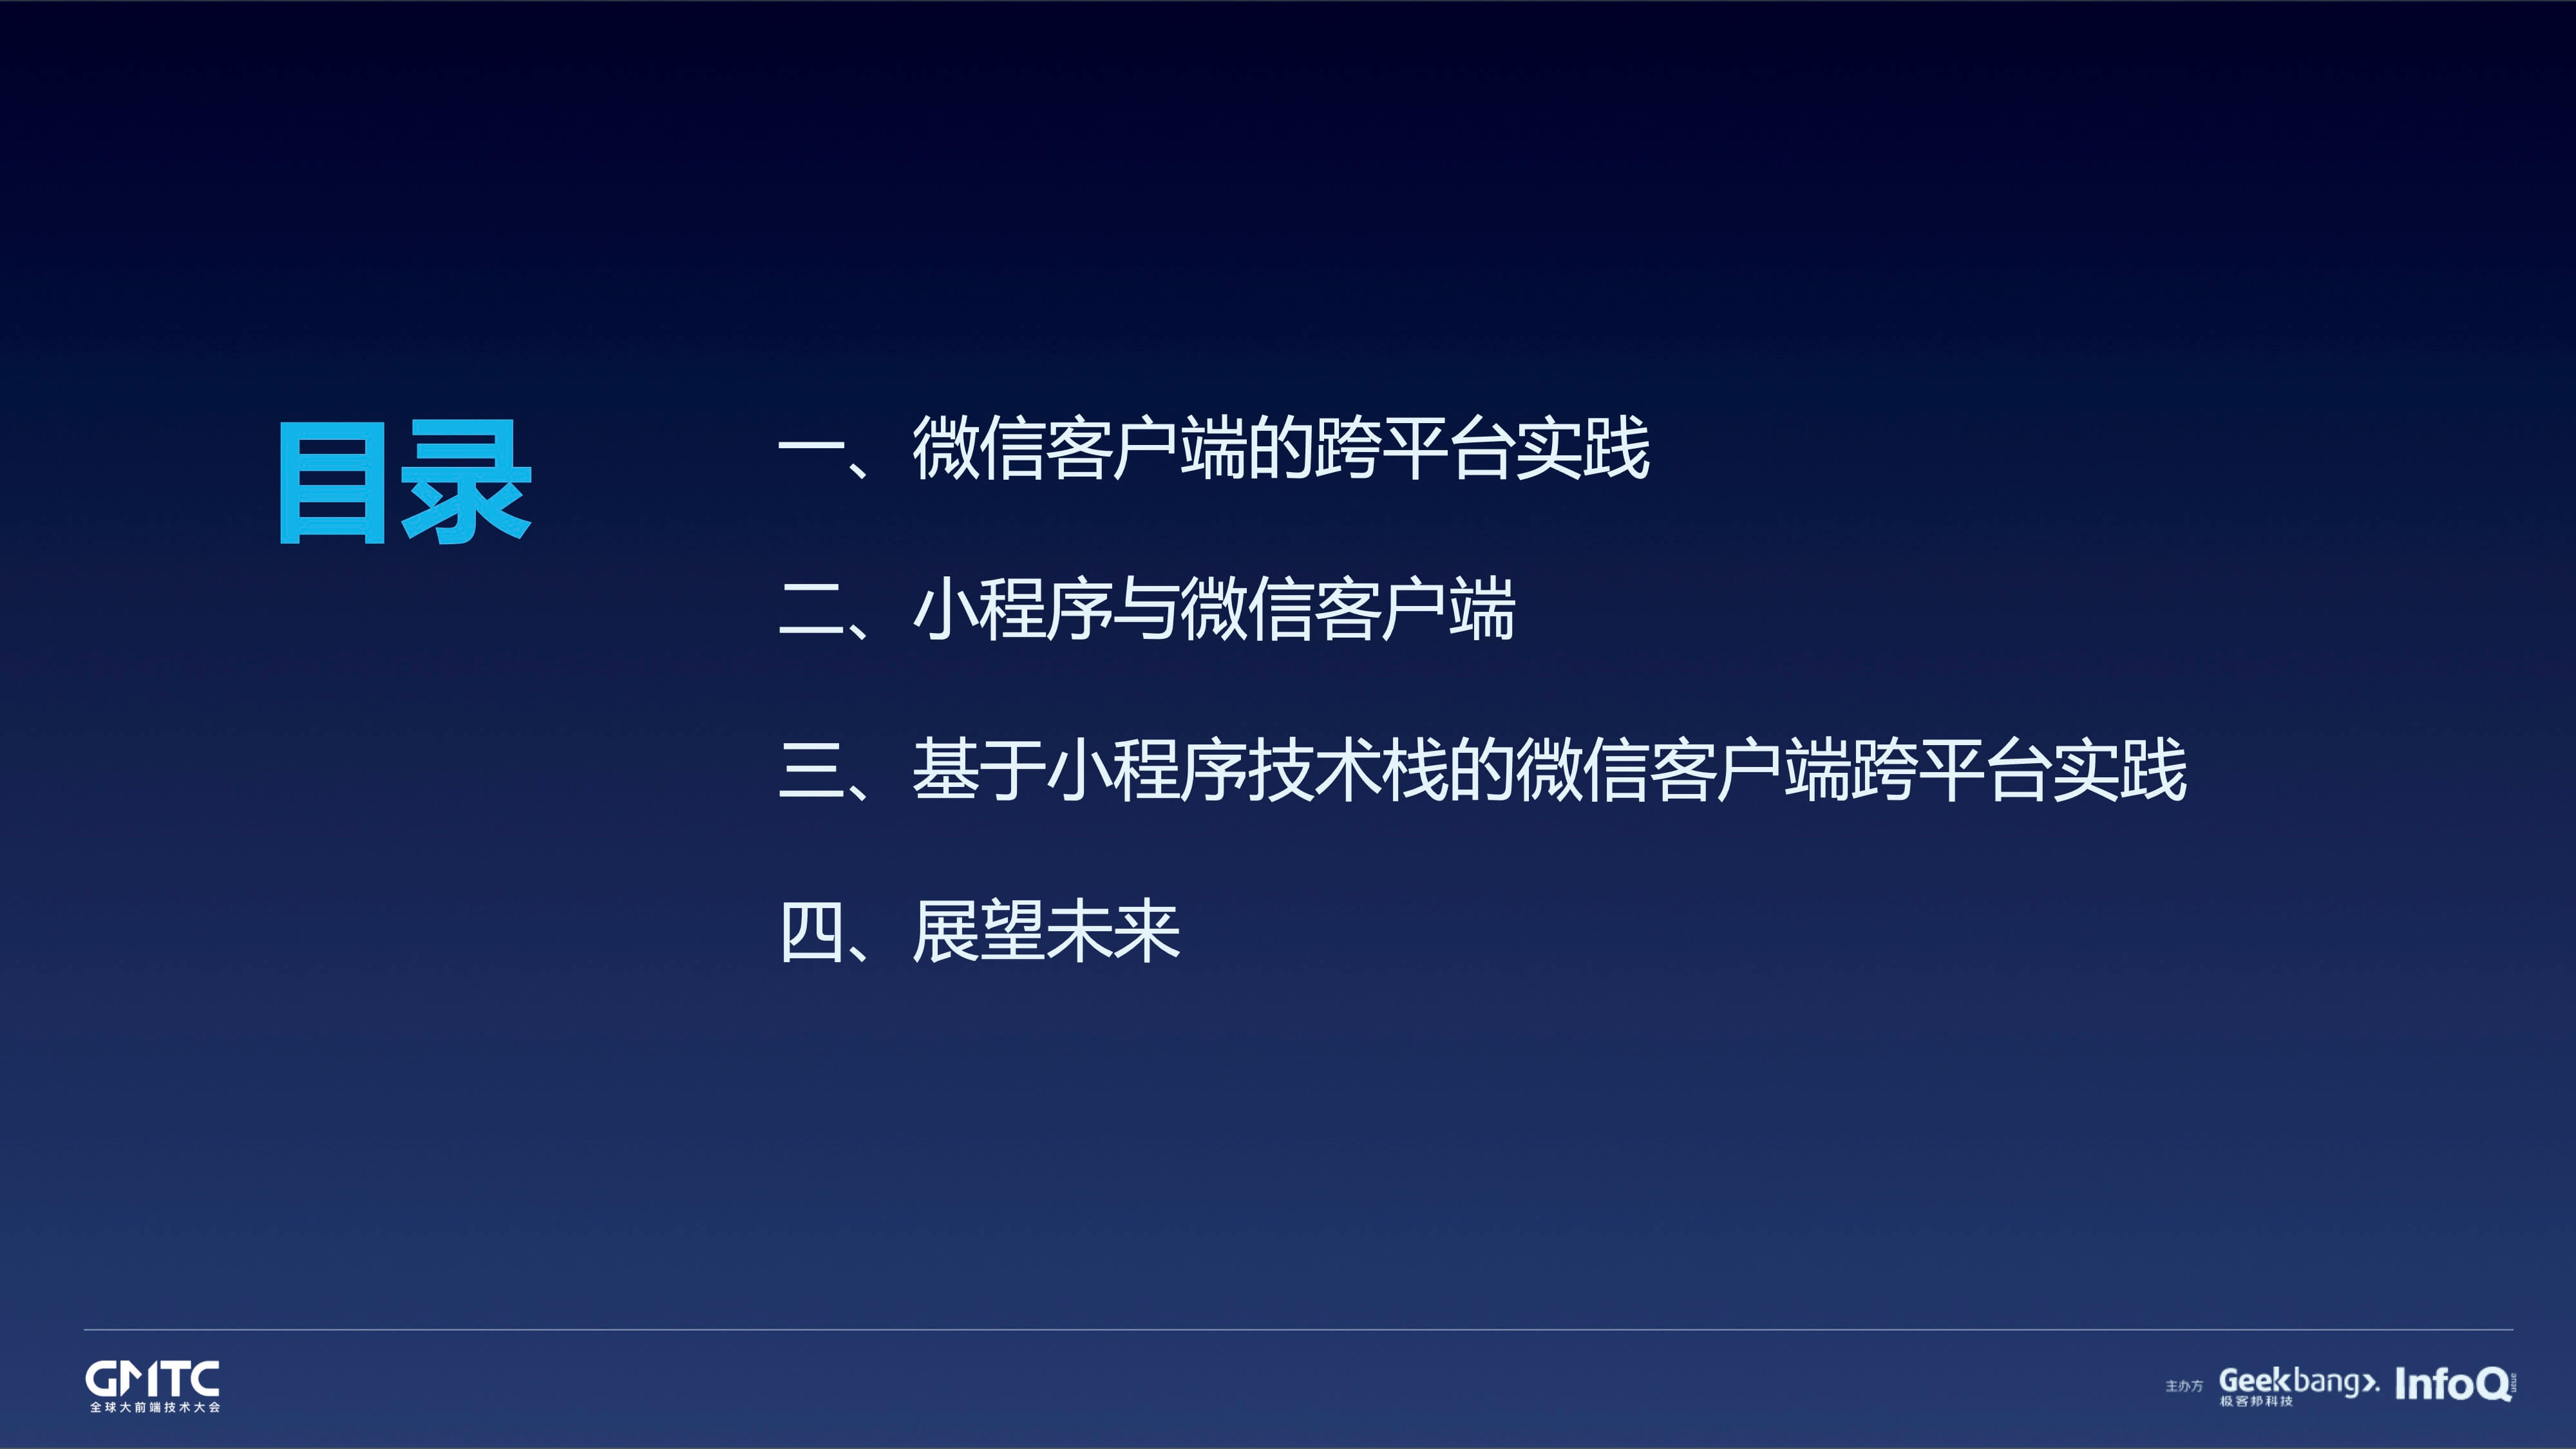 目录
一、微信客户端的跨平台实践
二、小程序与微信客户端
三、基于小程序技术栈的微信客户端跨平台实践
四、展望未来
GMTC
全球大前端技术大会
主办方 Geekbang>. InfoQ
极客邦科技